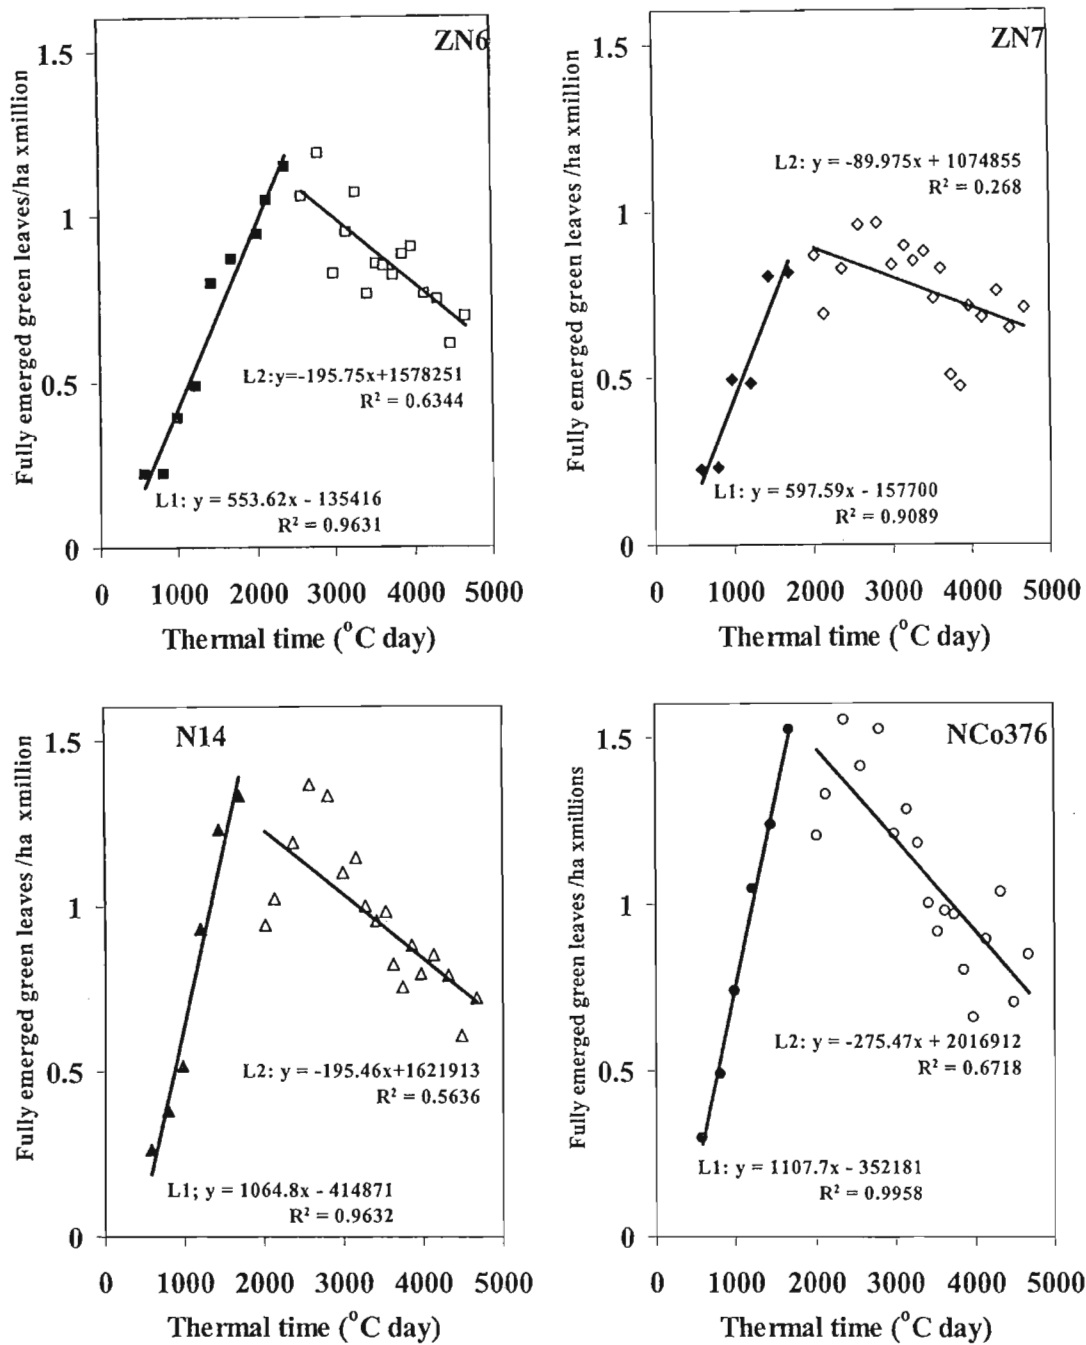 ZN6
Fully emerged green leaves/ha xmillion
1.5
1
0.5
0
L2:y=-195.75x+1578251
R² = 0.6344
L1: y = 553.62x - 135416
R² = 0.9631
0 1000 2000 3000 4000 5000
Thermal time (°C day)
ZN7
Fully emerged green leaves /ha xmillion
1.5
1
0.5
0
L2: y = -89.975x + 1074855
R² = 0.268
L1: y = 597.59x - 157700
R² = 0.9089
0 1000 2000 3000 4000 5000
Thermal time (°C day)
N14
Fully emerged green leaves /ha xmillion
1.5
1
0.5
0
L2: y = -195.46x+1621913
R² = 0.5636
L1; y = 1064.8x - 414871
R² = 0.9632
0 1000 2000 3000 4000 5000
Thermal time (°C day)
NCo376
Fully emerged green leaves /ha xmillions
1.5
1
0.5
0
L2: y = -275.47x + 2016912
R² = 0.6718
L1: y = 1107.7x - 352181
R² = 0.9958
0 1000 2000 3000 4000 5000
Thermal time (°C day)